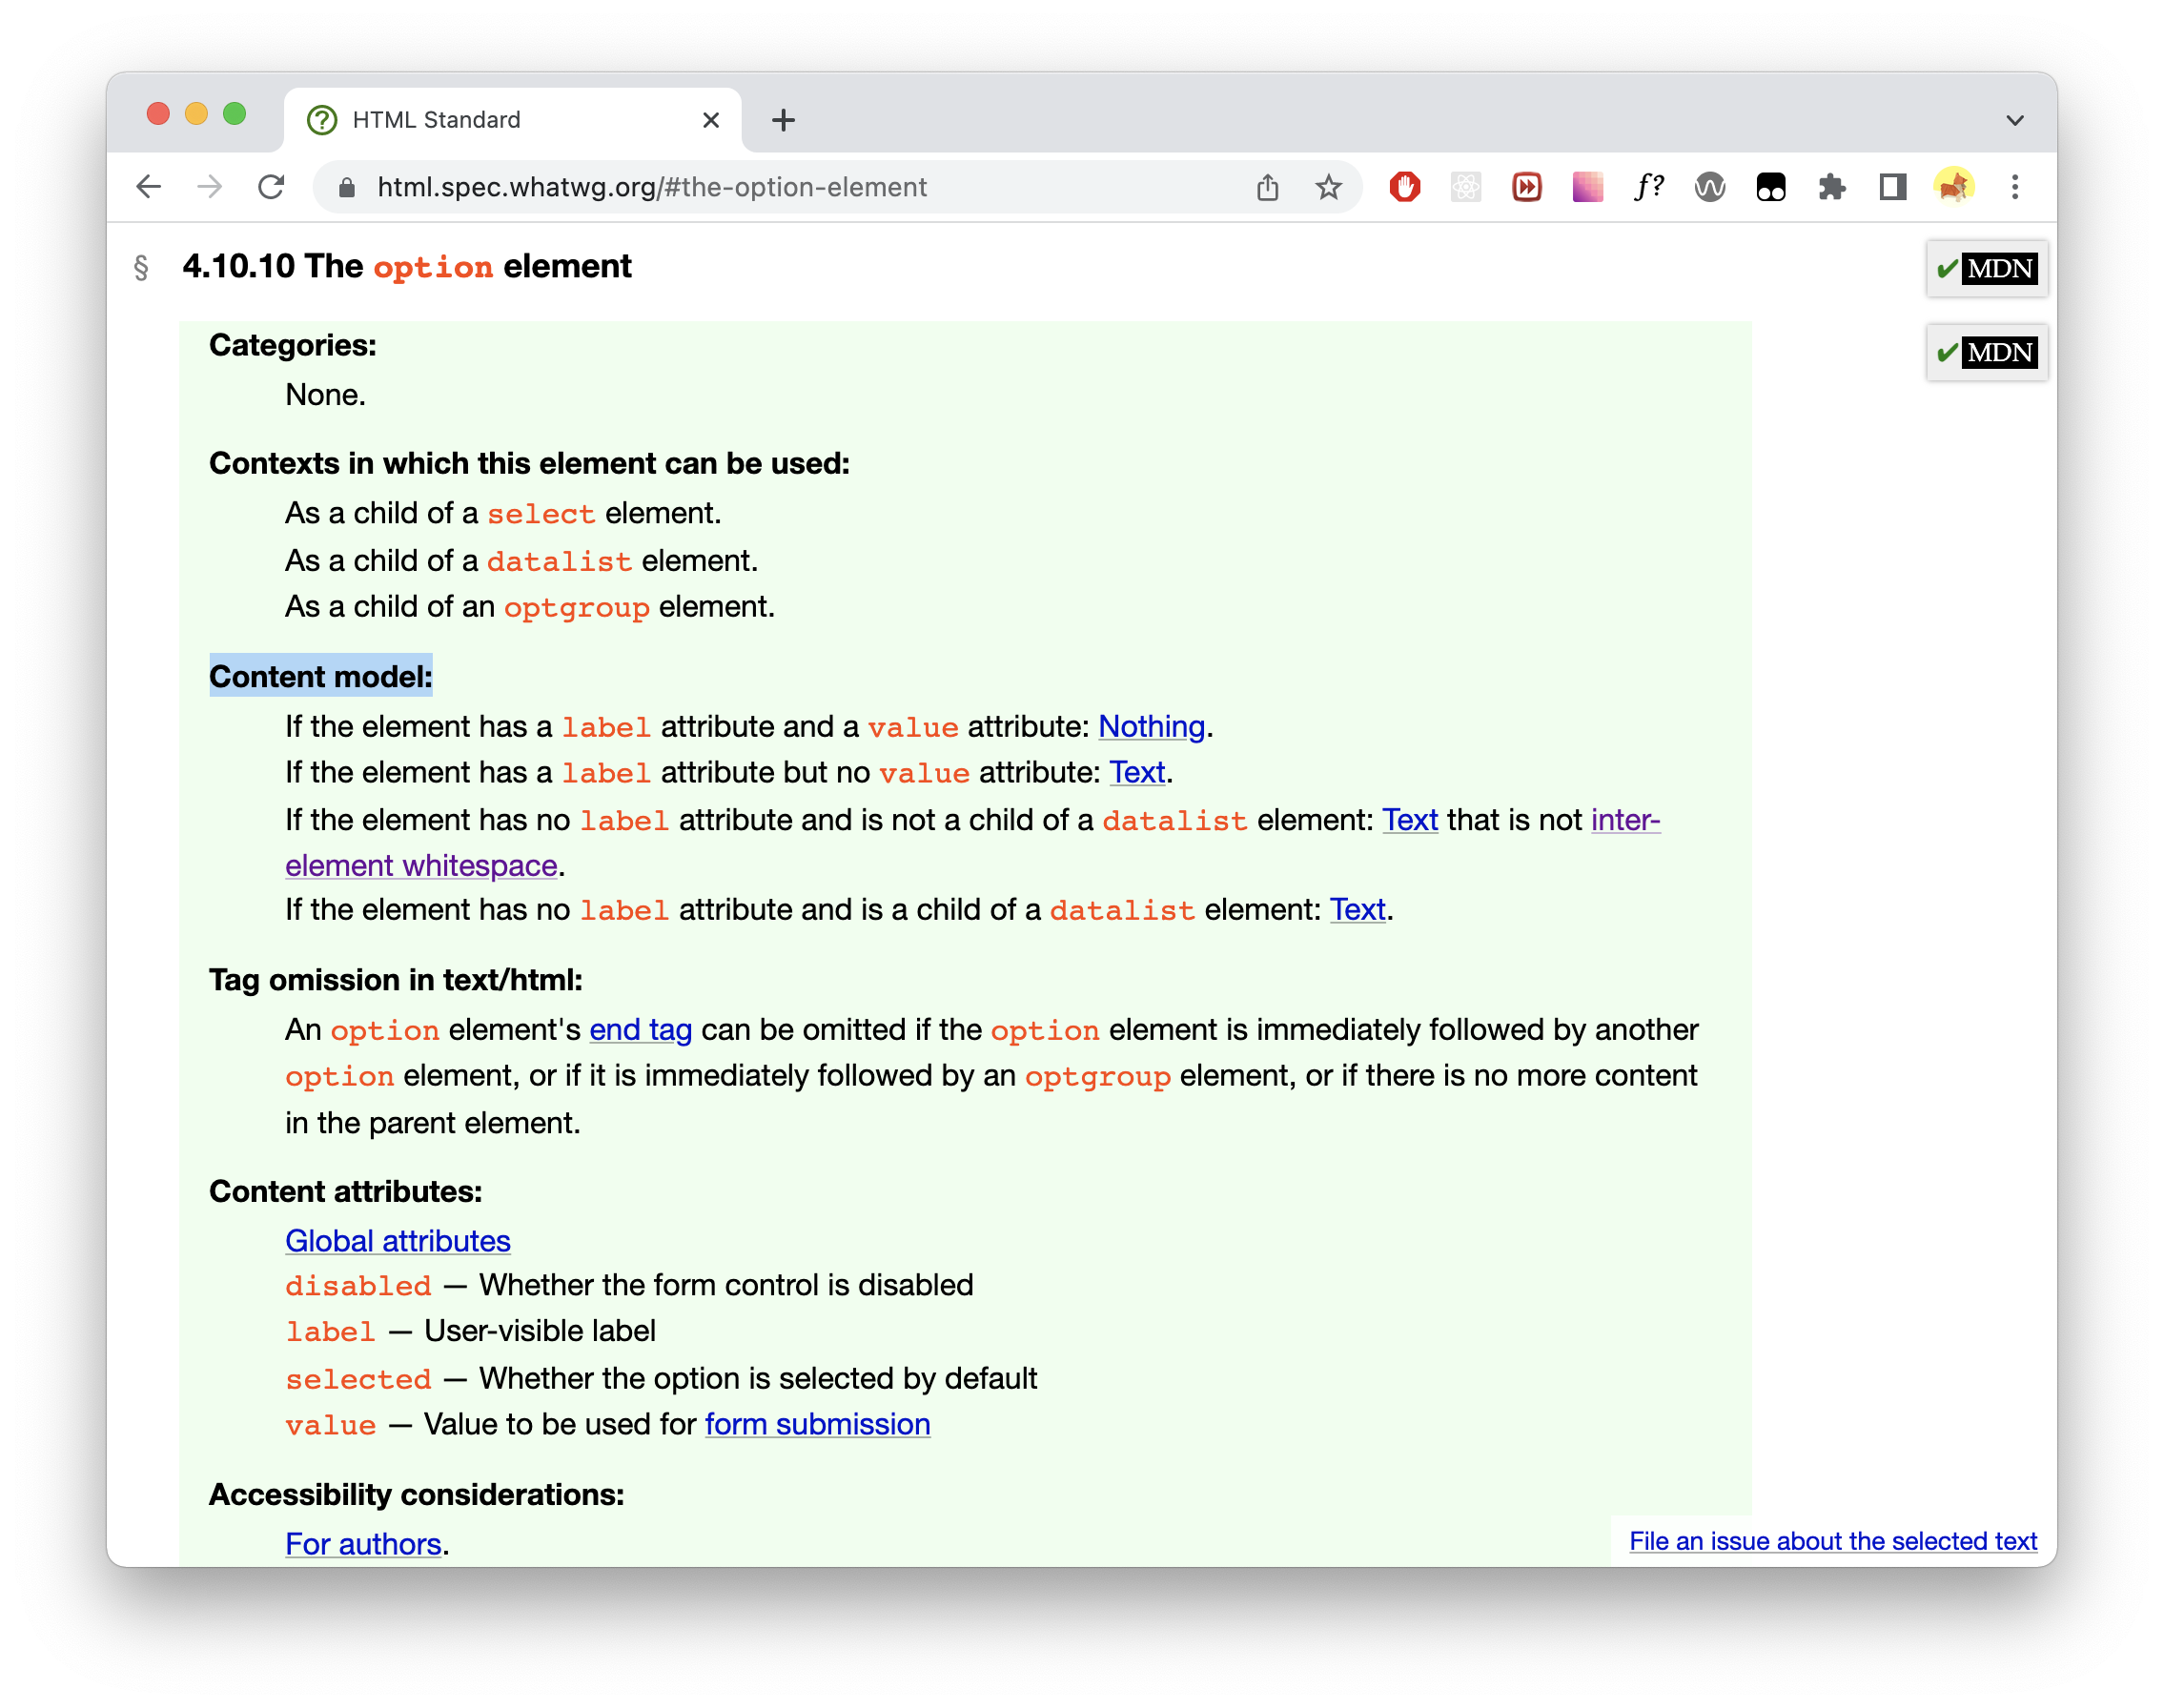 HTML Standard
html.spec.whatwg.org/#the-option-element
f?
§ 4.10.10 The option element
✔ MDN
✔ MDN
Categories:
None.
Contexts in which this element can be used:
As a child of a select element.
As a child of a datalist element.
As a child of an optgroup element.
Content model:
If the element has a label attribute and a value attribute: Nothing.
If the element has a label attribute but no value attribute: Text.
If the element has no label attribute and is not a child of a datalist element: Text that is not inter-
element whitespace.
If the element has no label attribute and is a child of a datalist element: Text.
Tag omission in text/html:
An option element's end tag can be omitted if the option element is immediately followed by another
option element, or if it is immediately followed by an optgroup element, or if there is no more content
in the parent element.
Content attributes:
Global attributes
disabled — Whether the form control is disabled
label — User-visible label
selected — Whether the option is selected by default
value — Value to be used for form submission
Accessibility considerations:
For authors.
File an issue about the selected text